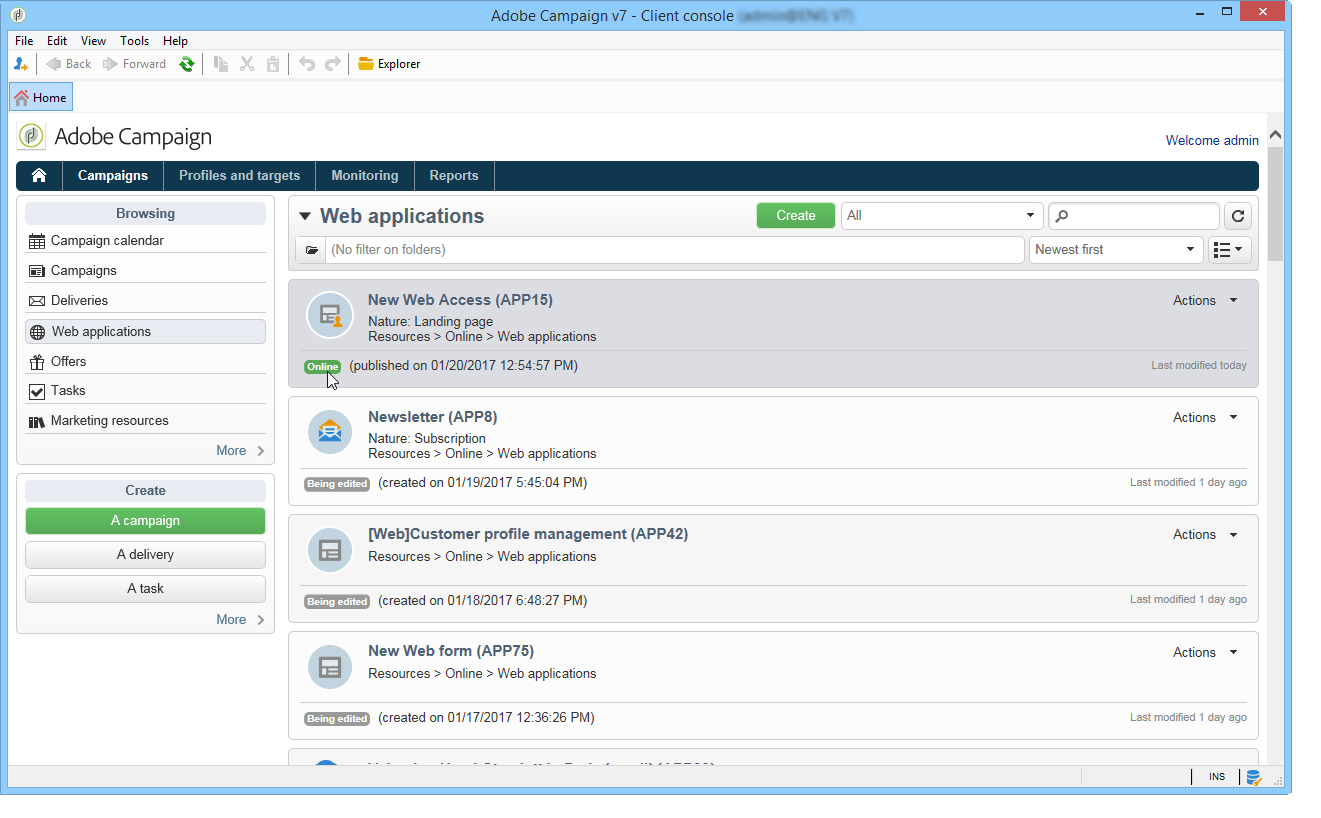 Adobe Campaign v7 - Client console
File Edit View Tools Help
Back Forward Explorer
Home
Adobe Campaign
Welcome admin
Campaigns Profiles and targets Monitoring Reports
Browsing
Campaign calendar
Campaigns
Deliveries
Web applications
Offers
Tasks
Marketing resources
More
Create
A campaign
A delivery
A task
More
Web applications Create All
(No filter on folders) Newest first
New Web Access (APP15) Actions
Nature: Landing page
Resources > Online > Web applications
Online (published on 01/20/2017 12:54:57 PM) Last modified today
Newsletter (APP8) Actions
Nature: Subscription
Resources > Online > Web applications
Being edited (created on 01/19/2017 5:45:04 PM) Last modified 1 day ago
[Web]Customer profile management (APP42) Actions
Resources > Online > Web applications
Being edited (created on 01/18/2017 6:48:27 PM) Last modified 1 day ago
New Web form (APP75) Actions
Resources > Online > Web applications
Being edited (created on 01/17/2017 12:36:26 PM) Last modified 1 day ago
INS